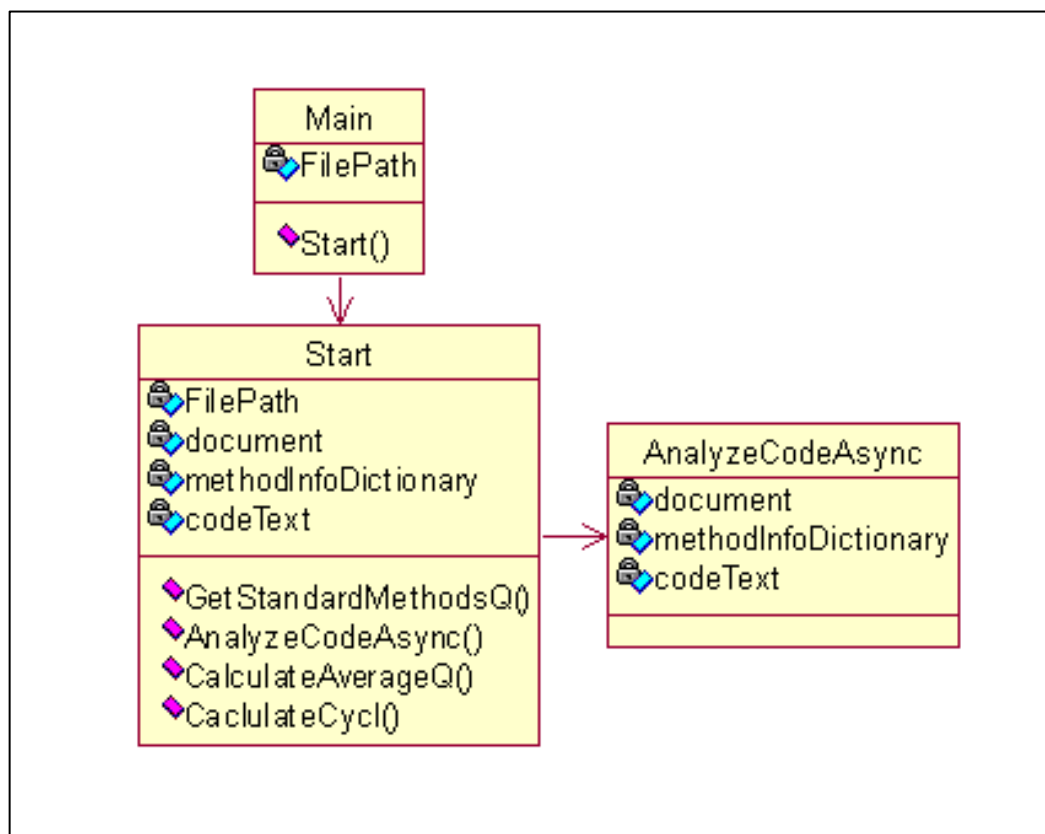 Main
FilePath
Start()
Start
FilePath
document
methodInfoDictionary
codeText
GetStandardMethodsQ()
AnalyzeCodeAsync()
CalculateAverageQ()
CaclulateCycl()
AnalyzeCodeAsync
document
methodInfoDictionary
codeText